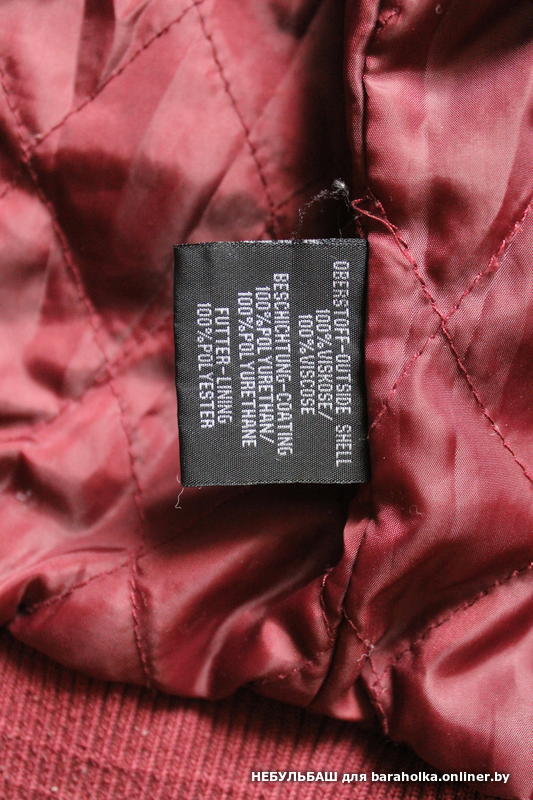 OBERSTOFF-OUTSIDE SHELL
100%VISKOSE/
100%VISCOSE
BESCHICHTUNG-COATING
100%POLYURETHAN/
100%POLYURETHANE
FUTTER-LINING
100%POLYESTER
НЕБУЛЬБАШ для baraholka.onliner.by